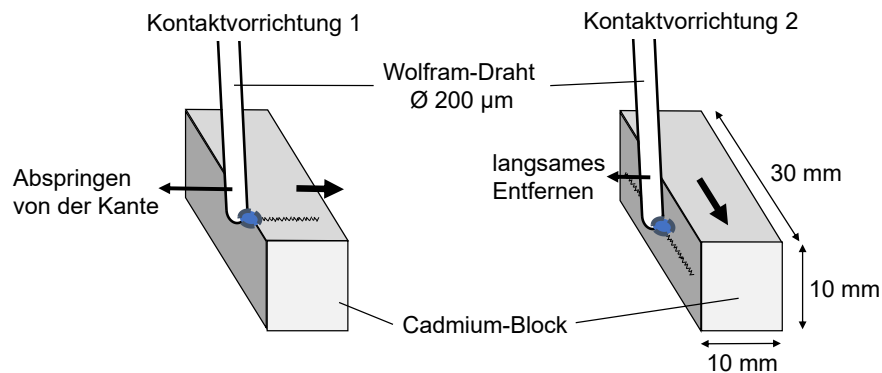 Kontaktvorrichtung 1
Kontaktvorrichtung 2
Wolfram-Draht
Ø 200 µm
Abspringen
von der Kante
langsames
Entfernen
30 mm
10 mm
Cadmium-Block
10 mm